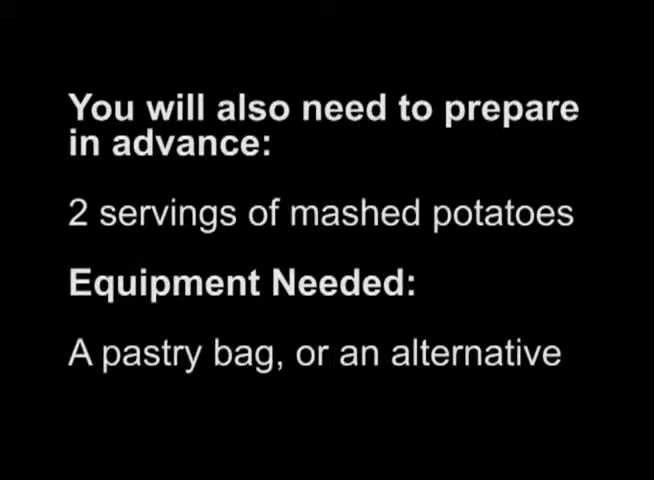 You will also need to prepare
in advance:
2 servings of mashed potatoes
Equipment Needed:
A pastry bag, or an alternative